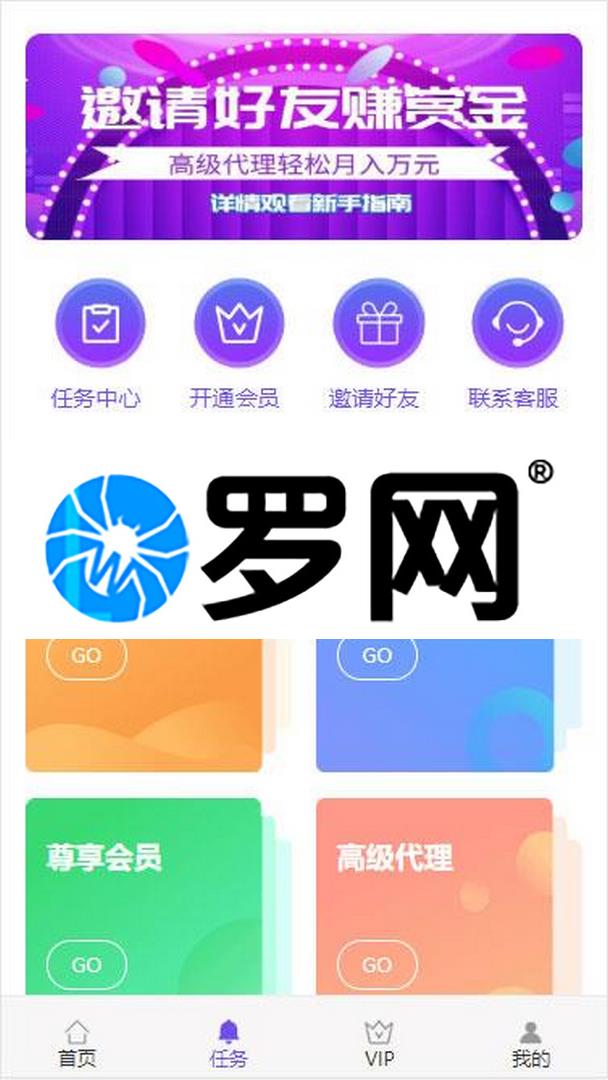 邀请好友赚赏金
高级代理轻松月入万元
详情观看新手指南
任务中心
开通会员
邀请好友
联系客服
罗网®
GO
GO
尊享会员
高级代理
GO
GO
首页
任务
VIP
我的